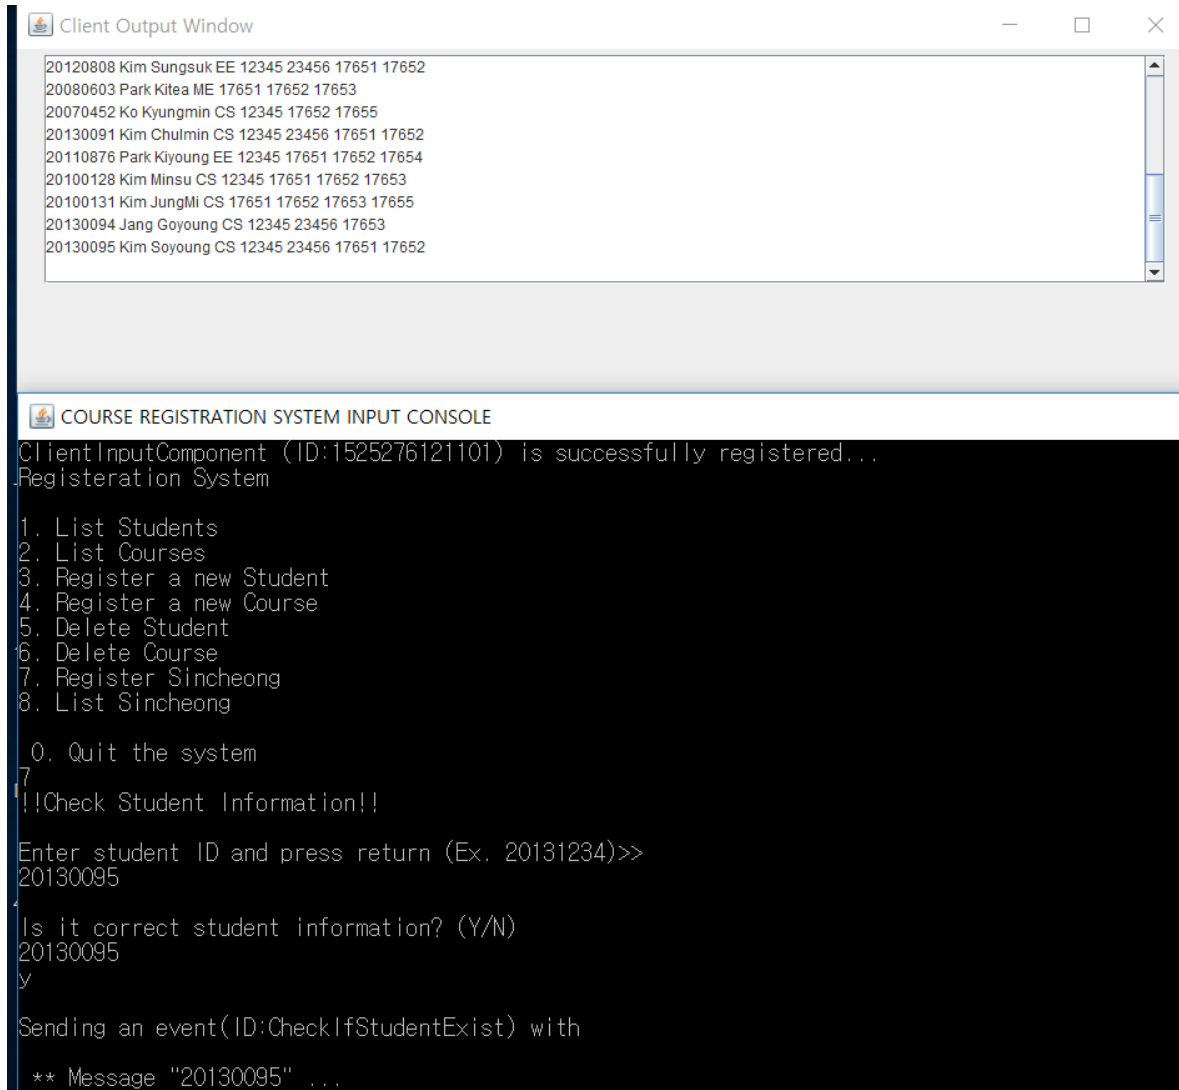 Client Output Window
20120808 Kim Sungsuk EE 12345 23456 17651 17652
20080603 Park Kitea ME 17651 17652 17653
20070452 Ko Kyungmin CS 12345 17652 17655
20130091 Kim Chulmin CS 12345 23456 17651 17652
20110876 Park Kiyoung EE 12345 17651 17652 17654
20100128 Kim Minsu CS 12345 17651 17652 17653
20100131 Kim JungMi CS 17651 17652 17653 17655
20130094 Jang Goyoung CS 12345 23456 17653
20130095 Kim Soyoung CS 12345 23456 17651 17652
COURSE REGISTRATION SYSTEM INPUT CONSOLE
ClientInputComponent (ID:1525276121101) is successfully registered...
Registeration System
1. List Students
2. List Courses
3. Register a new Student
4. Register a new Course
5. Delete Student
6. Delete Course
7. Register Sincheong
8. List Sincheong
0. Quit the system
7
!!Check Student Information!!
Enter student ID and press return (Ex. 20131234)>>
20130095
Is it correct student information? (Y/N)
20130095
y
Sending an event(ID:CheckIfStudentExist) with
** Message "20130095" ...